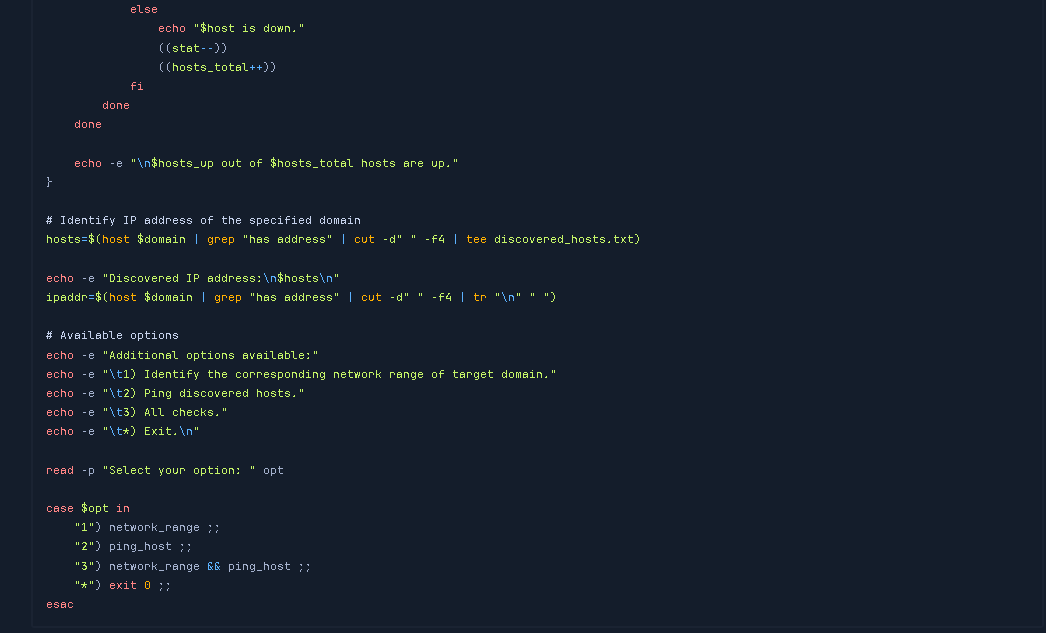 else
                echo "$host is down."
                ((stat--))
                ((hosts_total++))
            fi
        done
    done

    echo -e "\n$hosts_up out of $hosts_total hosts are up."
}

# Identify IP address of the specified domain
hosts=$(host $domain | grep "has address" | cut -d" " -f4 | tee discovered_hosts.txt)

echo -e "Discovered IP address:\n$hosts\n"
ipaddr=$(host $domain | grep "has address" | cut -d" " -f4 | tr "\n" " ")

# Available options
echo -e "Additional options available:"
echo -e "\t1) Identify the corresponding network range of target domain."
echo -e "\t2) Ping discovered hosts."
echo -e "\t3) All checks."
echo -e "\t*) Exit.\n"

read -p "Select your option: " opt

case $opt in
    "1") network_range ;;
    "2") ping_host ;;
    "3") network_range && ping_host ;;
    "*") exit 0 ;;
esac